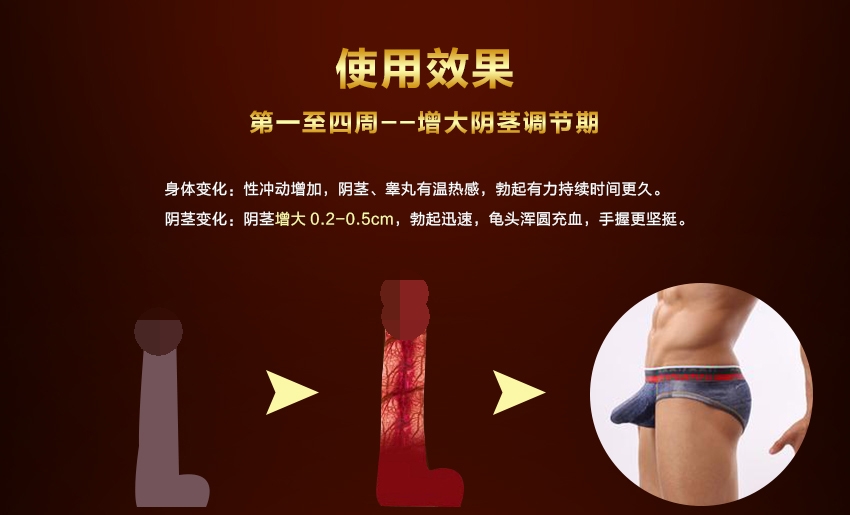 使用效果
第一至四周--增大阴茎调节期
身体变化：性冲动增加，阴茎、睾丸有温热感，勃起有力持续时间更久。
阴茎变化：阴茎增大 0.2-0.5cm，勃起迅速，龟头浑圆充血，手握更坚挺。